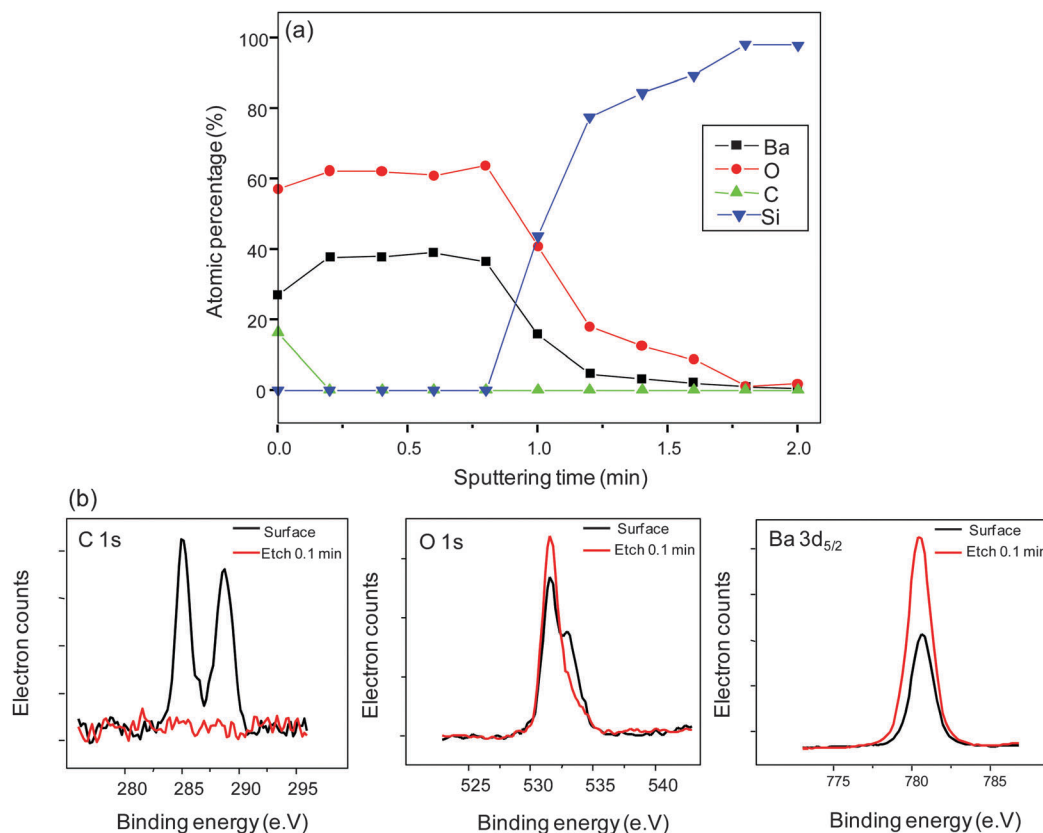 (a)
100
80
60
40
20
0
Atomic percentage (%)
Ba
O
C
Si
0.0 0.5 1.0 1.5 2.0
Sputtering time (min)
(b)
C 1s
Surface
Etch 0.1 min
Electron counts
280 285 290 295
Binding energy (e.V)
O 1s
Surface
Etch 0.1 min
Electron counts
525 530 535 540
Binding energy (e.V)
Ba 3d5/2
Surface
Etch 0.1 min
Electron counts
775 780 785
Binding energy (e.V)